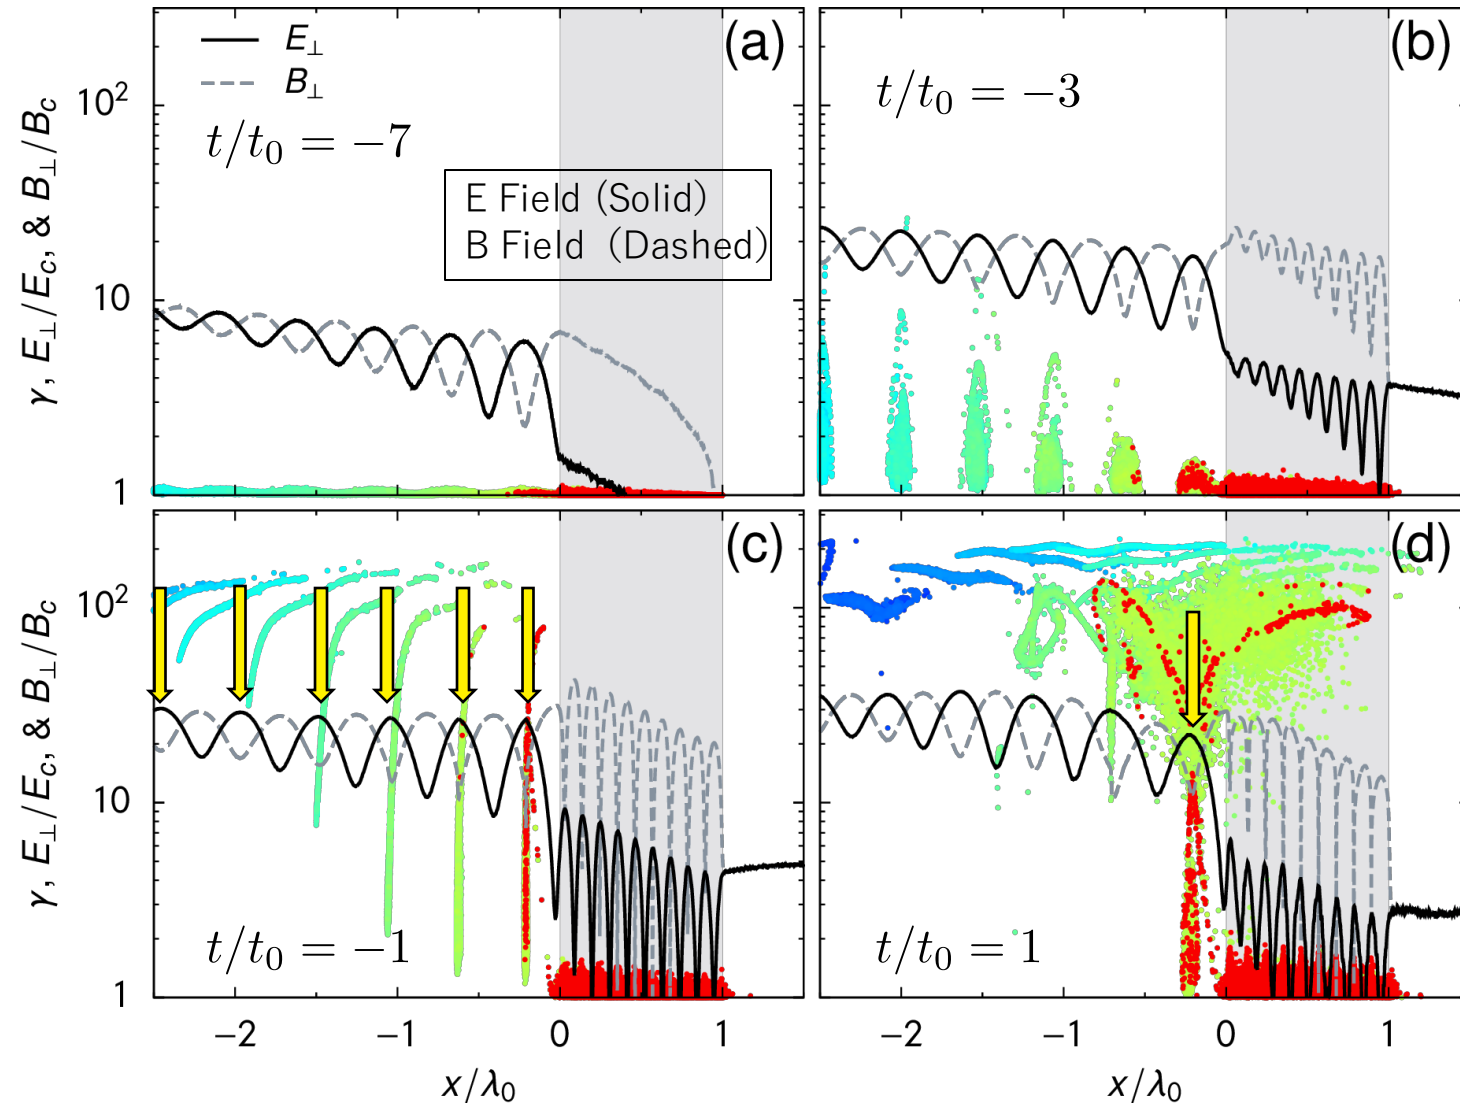 (a)
E⊥
B⊥
t/t₀ = −7
E Field (Solid)
B Field (Dashed)
10²
10
1
γ, E⊥/E_c, & B⊥/B_c
(b)
t/t₀ = −3
(c)
t/t₀ = −1
10²
10
1
γ, E⊥/E_c, & B⊥/B_c
−2 −1 0 1
x/λ₀
(d)
t/t₀ = 1
−2 −1 0 1
x/λ₀